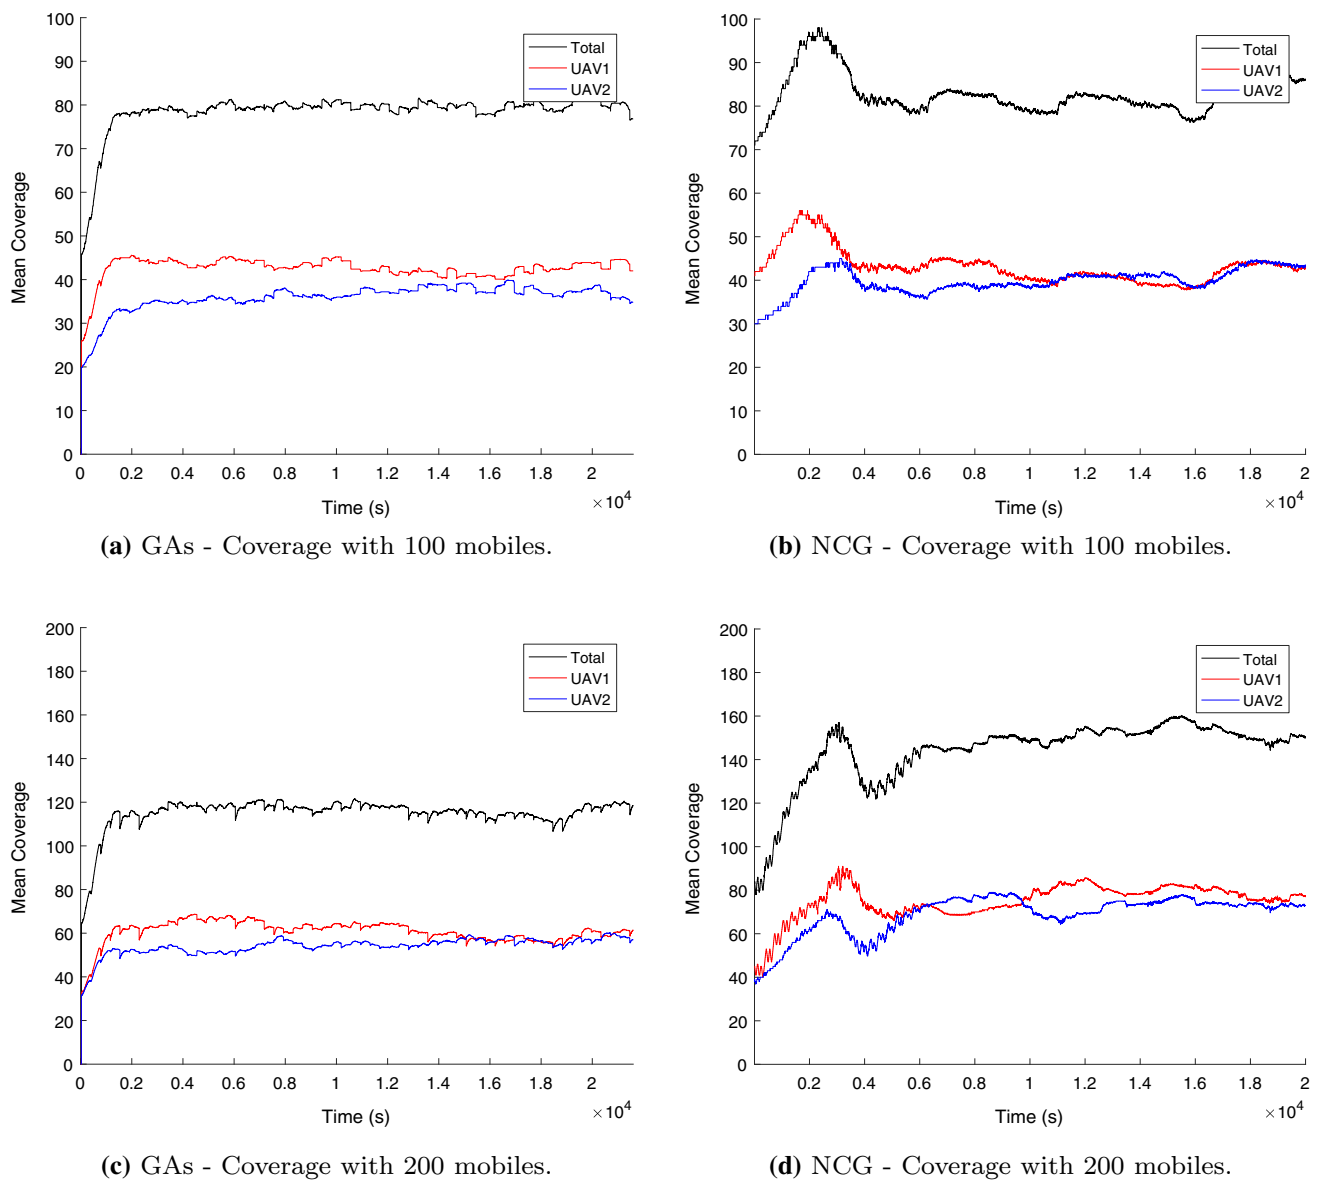 100
90
80
70
60
50
40
30
20
10
0
Mean Coverage
Total
UAV1
UAV2
0 0.2 0.4 0.6 0.8 1 1.2 1.4 1.6 1.8 2
Time (s)
×10^4
(a) GAs - Coverage with 100 mobiles.
100
90
80
70
60
50
40
30
20
10
0
Mean Coverage
Total
UAV1
UAV2
0.2 0.4 0.6 0.8 1 1.2 1.4 1.6 1.8 2
Time (s)
×10^4
(b) NCG - Coverage with 100 mobiles.
200
180
160
140
120
100
80
60
40
20
0
Mean Coverage
Total
UAV1
UAV2
0 0.2 0.4 0.6 0.8 1 1.2 1.4 1.6 1.8 2
Time (s)
×10^4
(c) GAs - Coverage with 200 mobiles.
200
180
160
140
120
100
80
60
40
20
0
Mean Coverage
Total
UAV1
UAV2
0.2 0.4 0.6 0.8 1 1.2 1.4 1.6 1.8 2
Time (s)
×10^4
(d) NCG - Coverage with 200 mobiles.